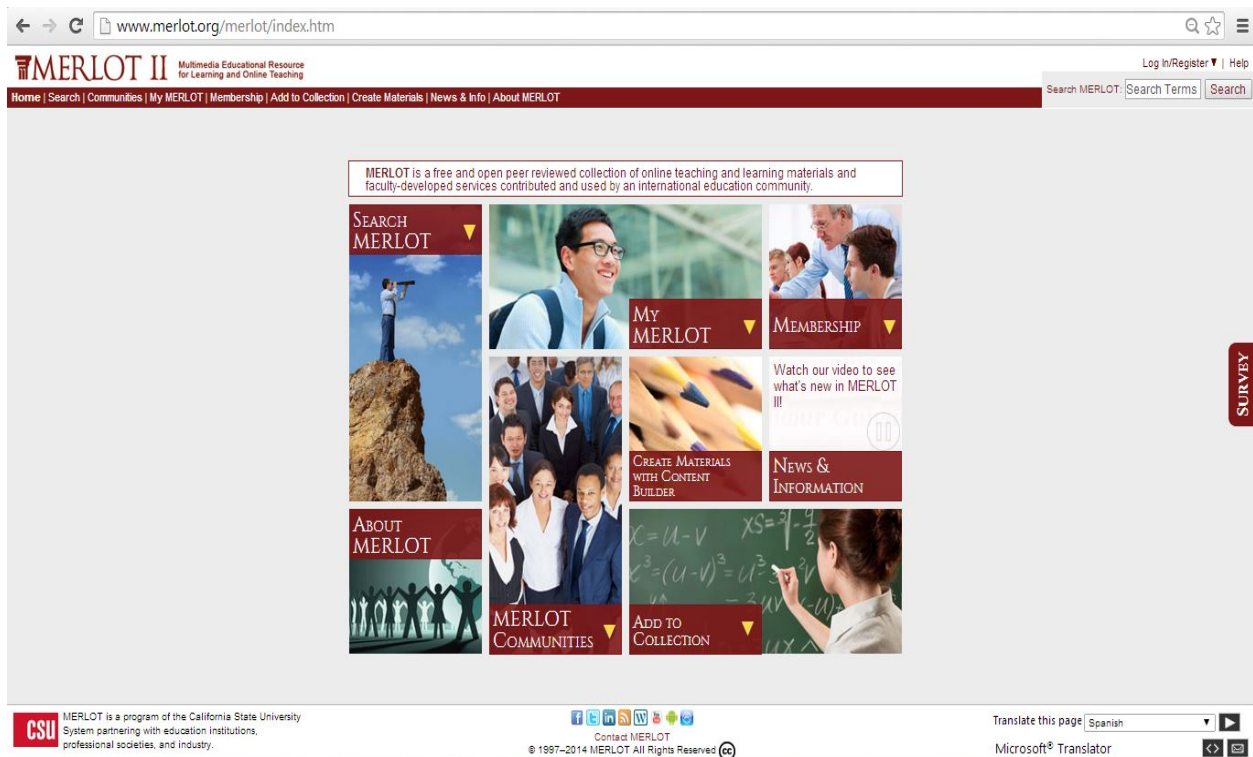 www.merlot.org/merlot/index.htm
MERLOT II
Multimedia Educational Resource
for Learning and Online Teaching
Log In/Register ▼ | Help
Home | Search | Communities | My MERLOT | Membership | Add to Collection | Create Materials | News & Info | About MERLOT
Search MERLOT: Search Terms Search
MERLOT is a free and open peer reviewed collection of online teaching and learning materials and
faculty-developed services contributed and used by an international education community.
SEARCH
MERLOT
MY
MERLOT
MEMBERSHIP
Watch our video to see
what's new in MERLOT
II!
CREATE MATERIALS
WITH CONTENT
BUILDER
NEWS &
INFORMATION
SURVEY
ABOUT
MERLOT
MERLOT
COMMUNITIES
ADD TO
COLLECTION
CSU
MERLOT is a program of the California State University
System partnering with education institutions,
professional societies, and industry.
Contact MERLOT
© 1997–2014 MERLOT All Rights Reserved (cc)
Translate this page Spanish
Microsoft® Translator